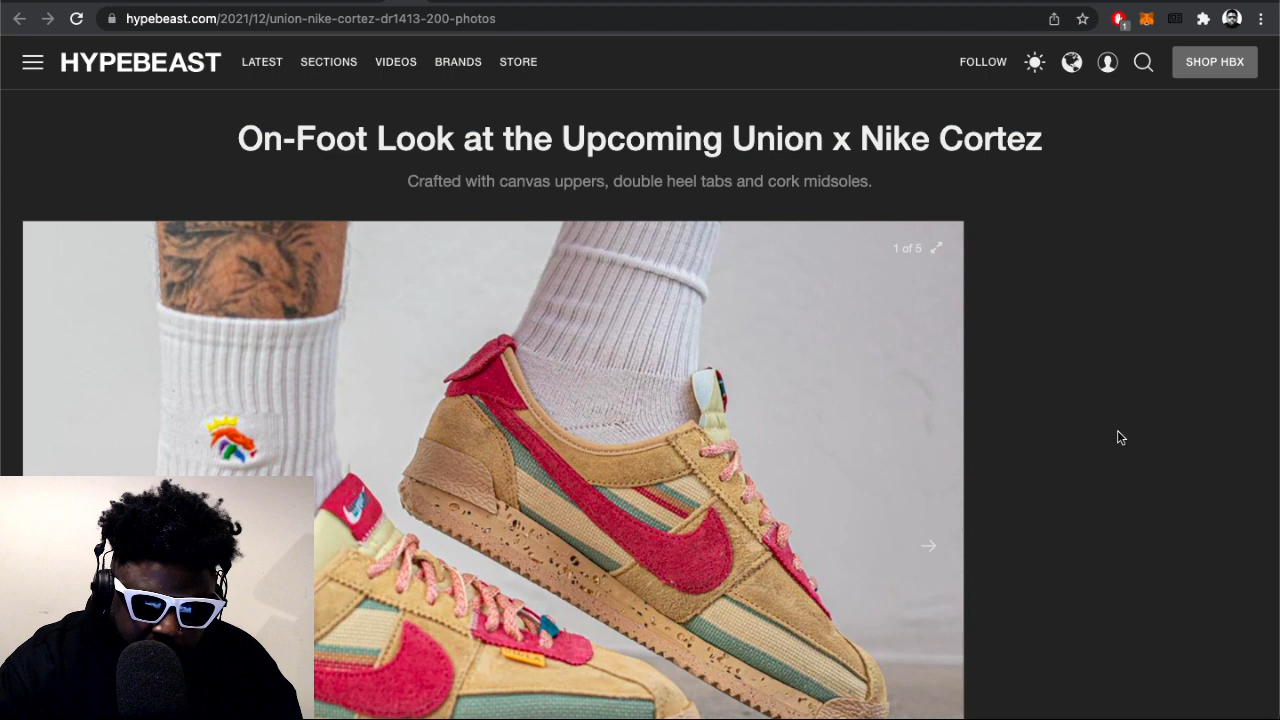 hypebeast.com/2021/12/union-nike-cortez-dr1413-200-photos
1
HYPEBEAST LATEST SECTIONS VIDEOS BRANDS STORE FOLLOW SHOP HBX
On-Foot Look at the Upcoming Union x Nike Cortez
Crafted with canvas uppers, double heel tabs and cork midsoles.
1 of 5